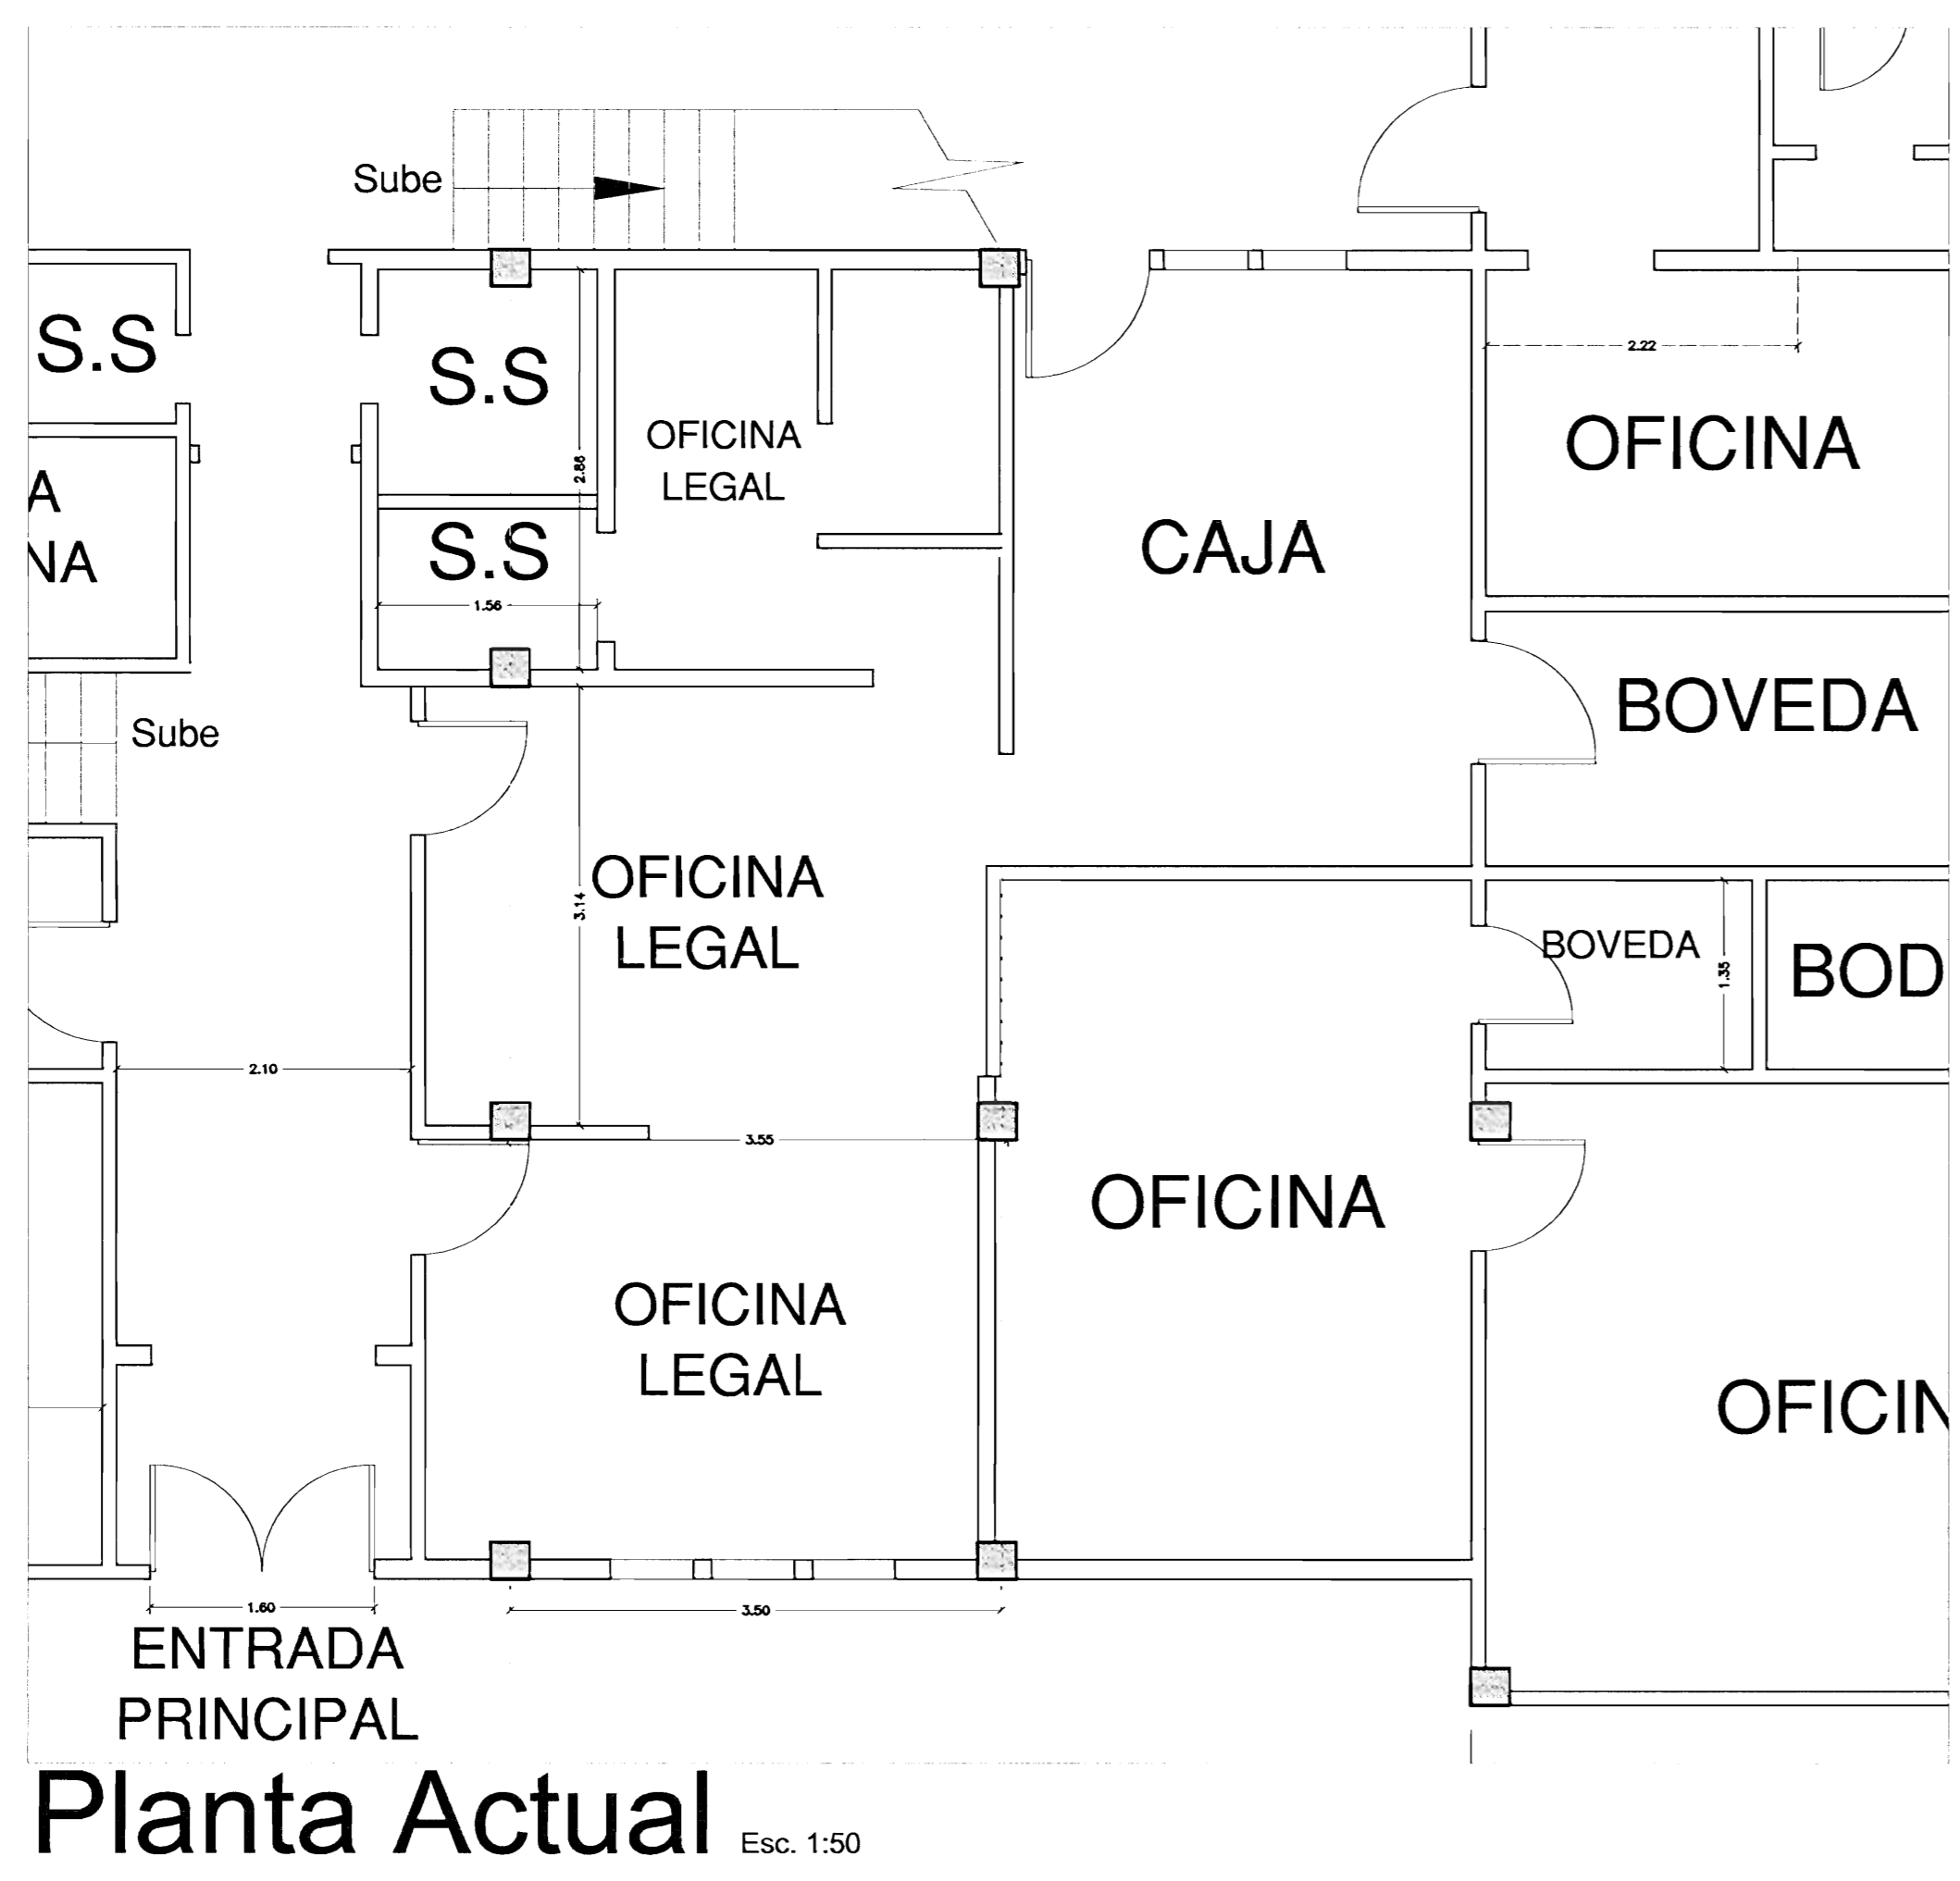 Sube
S.S
S.S
2.22
OFICINA
LEGAL
2.86
OFICINA
A
NA
S.S
CAJA
1.56
BOVEDA
Sube
OFICINA
LEGAL
3.14
BOVEDA
1.35
BOD
2.10
3.55
OFICINA
OFICINA
LEGAL
OFICIN
1.60
3.50
ENTRADA
PRINCIPAL
Planta Actual
Esc. 1:50